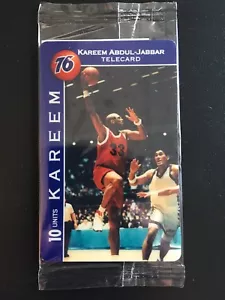 76
KAREEM ABDUL-JABBAR
TELECARD
10 UNITS KAREEM
33